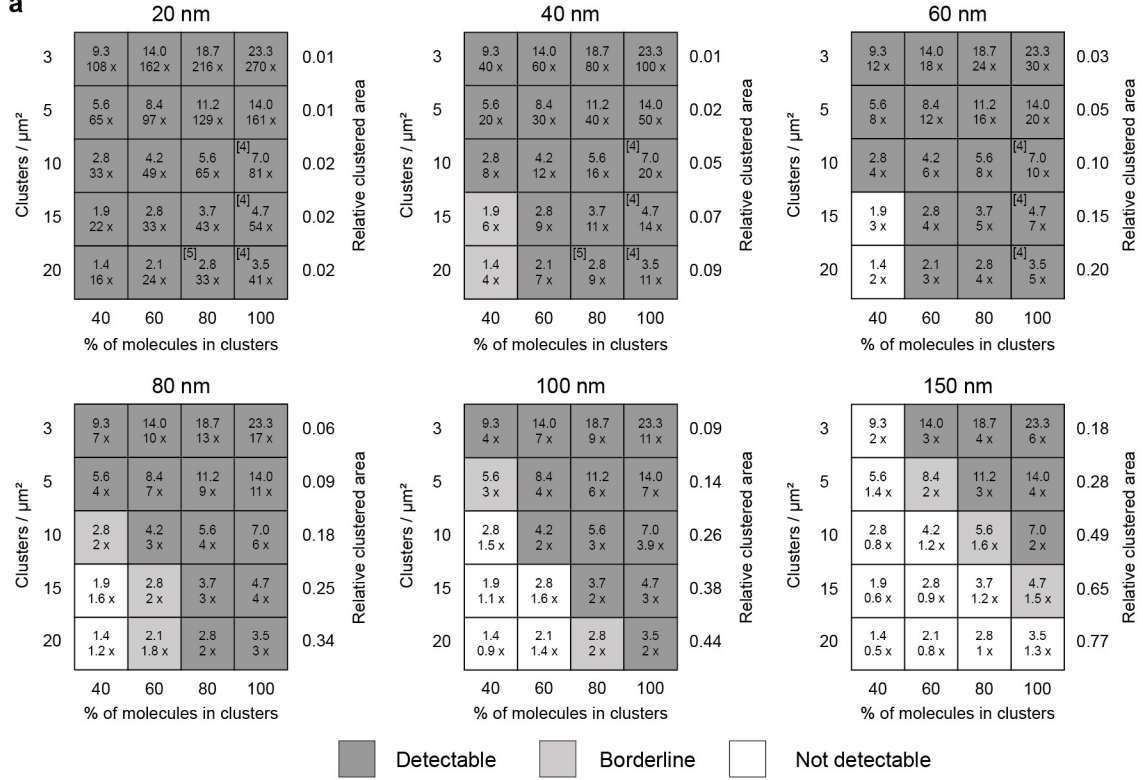 a
20 nm
3
9.3 14.0 18.7 23.3
108 x 162 x 216 x 270 x
0.01
5
5.6 8.4 11.2 14.0
65 x 97 x 129 x 161 x
0.01
10
[4]
2.8 4.2 5.6 7.0
33 x 49 x 65 x 81 x
0.02
15
[4]
1.9 2.8 3.7 4.7
22 x 33 x 43 x 54 x
0.02
20
[5] [4]
1.4 2.1 2.8 3.5
16 x 24 x 33 x 41 x
0.02
40 60 80 100
% of molecules in clusters
Clusters / µm²
Relative clustered area
40 nm
9.3 14.0 18.7 23.3
40 x 60 x 80 x 100 x
0.01
5.6 8.4 11.2 14.0
20 x 30 x 40 x 50 x
0.02
[4]
2.8 4.2 5.6 7.0
8 x 12 x 16 x 20 x
0.05
[4]
1.9 2.8 3.7 4.7
6 x 9 x 11 x 14 x
0.07
[5] [4]
1.4 2.1 2.8 3.5
4 x 7 x 9 x 11 x
0.09
40 60 80 100
% of molecules in clusters
Relative clustered area
60 nm
3
9.3 14.0 18.7 23.3
12 x 18 x 24 x 30 x
0.03
5
5.6 8.4 11.2 14.0
8 x 12 x 16 x 20 x
0.05
10
[4]
2.8 4.2 5.6 7.0
4 x 6 x 8 x 10 x
0.10
15
[4]
1.9 2.8 3.7 4.7
3 x 4 x 5 x 7 x
0.15
20
[4]
1.4 2.1 2.8 3.5
2 x 3 x 4 x 5 x
0.20
40 60 80 100
% of molecules in clusters
Clusters / µm²
Relative clustered area
80 nm
3
9.3 14.0 18.7 23.3
7 x 10 x 13 x 17 x
0.06
5
5.6 8.4 11.2 14.0
4 x 7 x 9 x 11 x
0.09
10
2.8 4.2 5.6 7.0
2 x 3 x 4 x 6 x
0.18
15
1.9 2.8 3.7 4.7
1.6 x 2 x 3 x 4 x
0.25
20
1.4 2.1 2.8 3.5
1.2 x 1.8 x 2 x 3 x
0.34
40 60 80 100
% of molecules in clusters
Clusters / µm²
Relative clustered area
100 nm
9.3 14.0 18.7 23.3
4 x 7 x 9 x 11 x
0.09
5.6 8.4 11.2 14.0
3 x 4 x 6 x 7 x
0.14
2.8 4.2 5.6 7.0
1.5 x 2 x 3 x 3.9 x
0.26
1.9 2.8 3.7 4.7
1.1 x 1.6 x 2 x 3 x
0.38
1.4 2.1 2.8 3.5
0.9 x 1.4 x 2 x 2 x
0.44
40 60 80 100
% of molecules in clusters
Relative clustered area
150 nm
3
9.3 14.0 18.7 23.3
2 x 3 x 4 x 6 x
0.18
5
5.6 8.4 11.2 14.0
1.4 x 2 x 3 x 4 x
0.28
10
2.8 4.2 5.6 7.0
0.8 x 1.2 x 1.6 x 2 x
0.49
15
1.9 2.8 3.7 4.7
0.6 x 0.9 x 1.2 x 1.5 x
0.65
20
1.4 2.1 2.8 3.5
0.5 x 0.8 x 1 x 1.3 x
0.77
40 60 80 100
% of molecules in clusters
Clusters / µm²
Relative clustered area
Detectable Borderline Not detectable